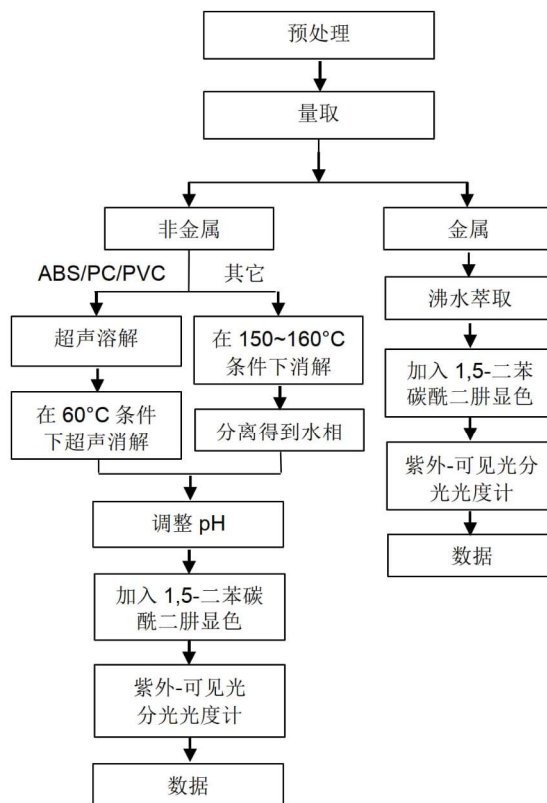 预处理
量取
非金属
金属
ABS/PC/PVC
其它
超声溶解
在 150~160°C
条件下消解
沸水萃取
在 60°C 条件
下超声消解
分离得到水相
加入 1,5-二苯
碳酰二肼显色
调整 pH
紫外-可见光分
光光度计
加入 1,5-二苯碳
酰二肼显色
数据
紫外-可见光
分光光度计
数据